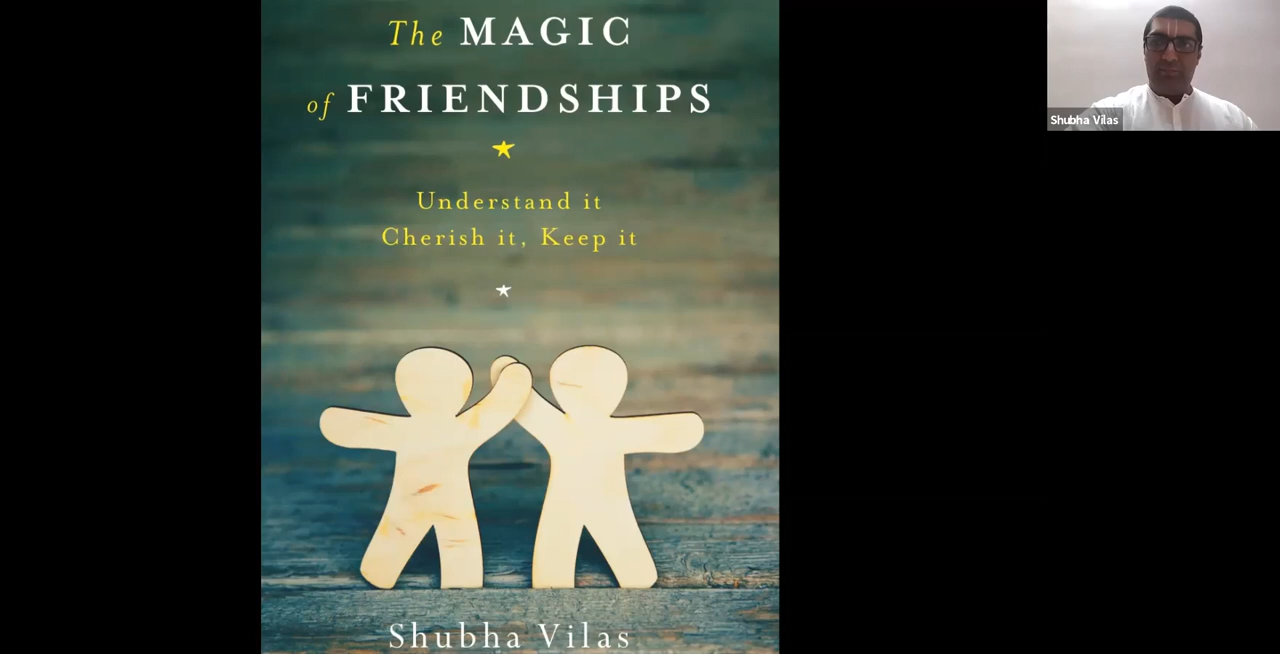 The MAGIC
of FRIENDSHIPS
Understand it
Cherish it, Keep it
Shubha Vilas
Shubha Vilas